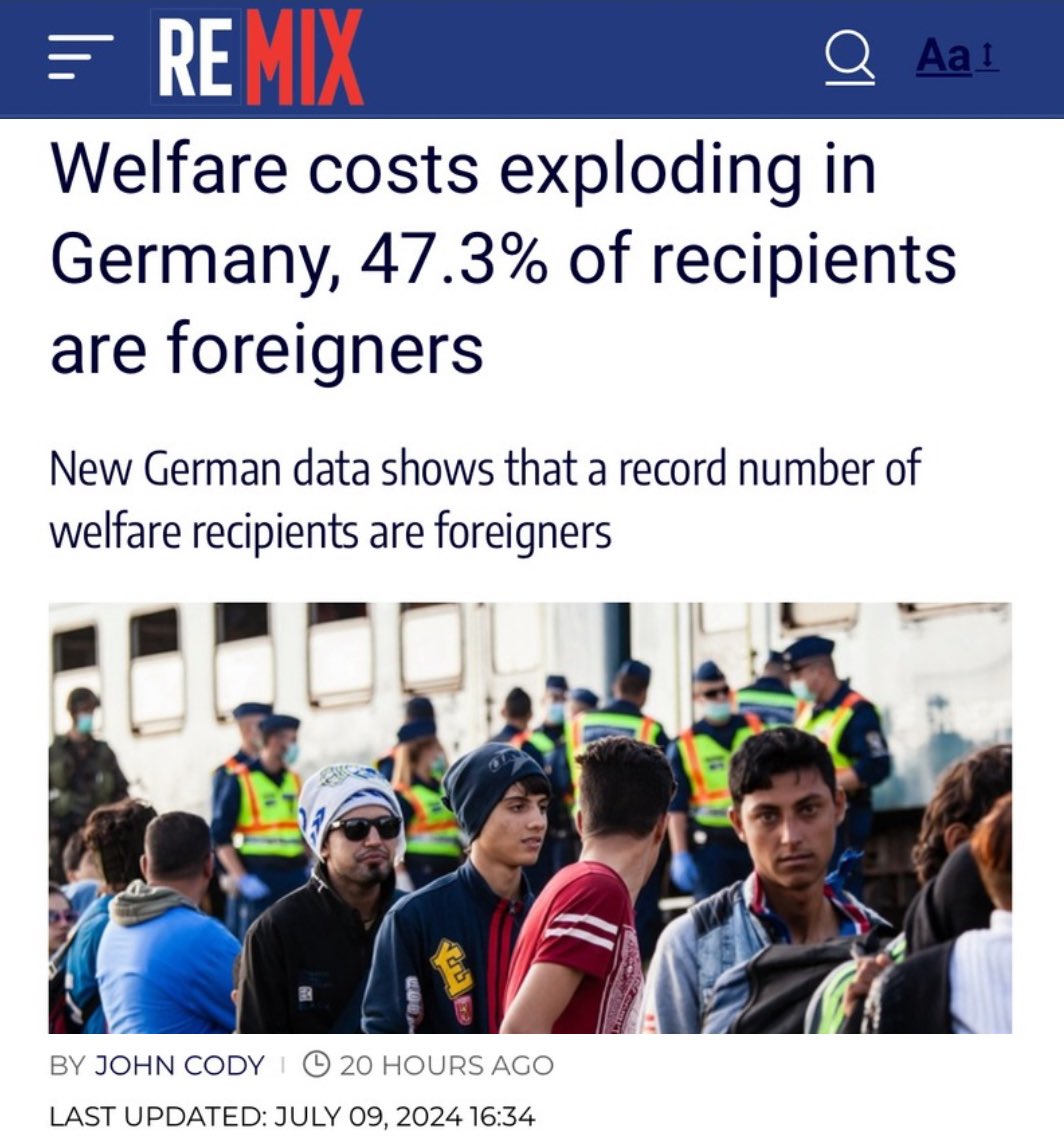 REMIX
Aa
Welfare costs exploding in
Germany, 47.3% of recipients
are foreigners
New German data shows that a record number of
welfare recipients are foreigners
E
BY JOHN CODY | 20 HOURS AGO
LAST UPDATED: JULY 09, 2024 16:34